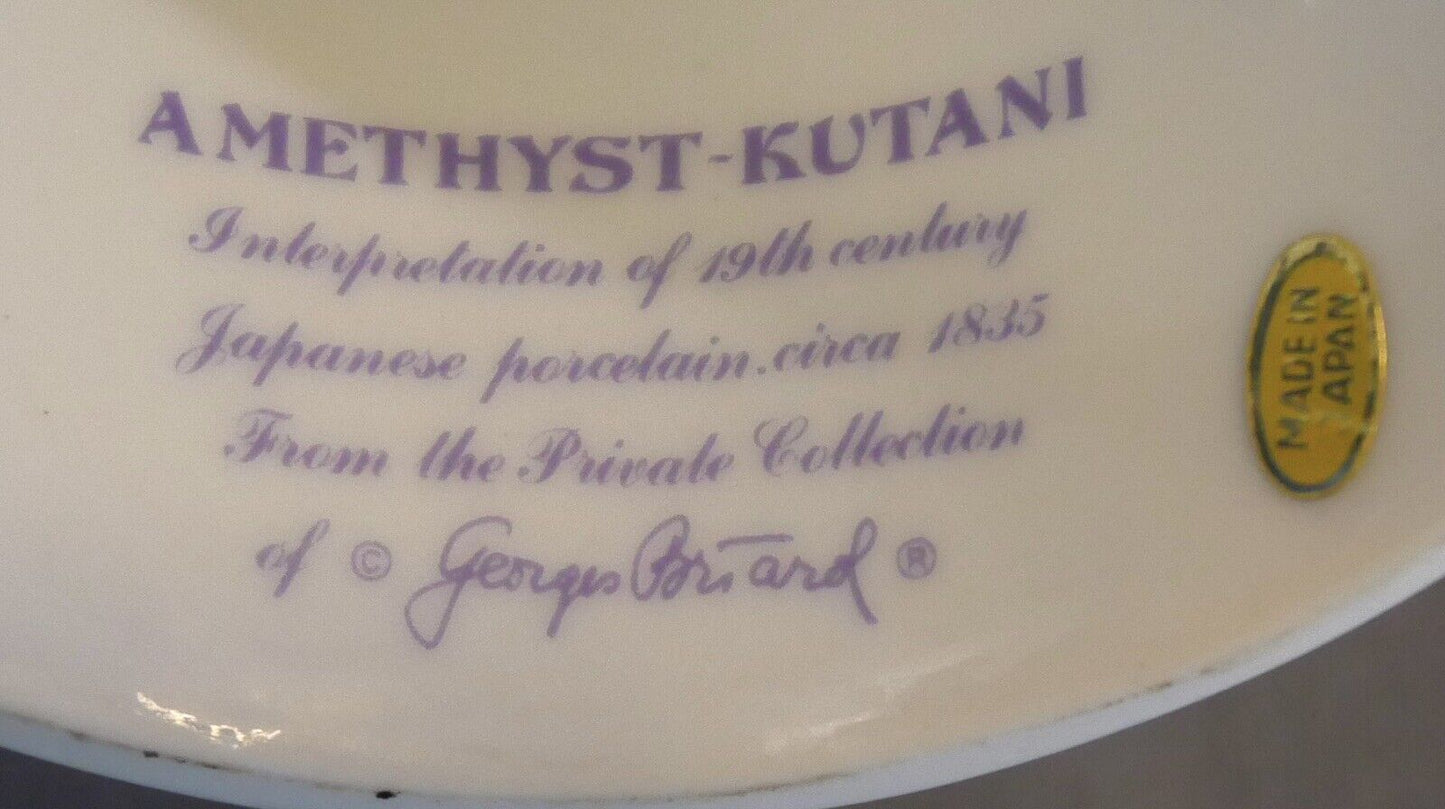 AMETHYST-KUTANI
Interpretation of 19th century
Japanese porcelain. circa 1835
From the Private Collection
of © Georges Briard ®
MADE IN
JAPAN